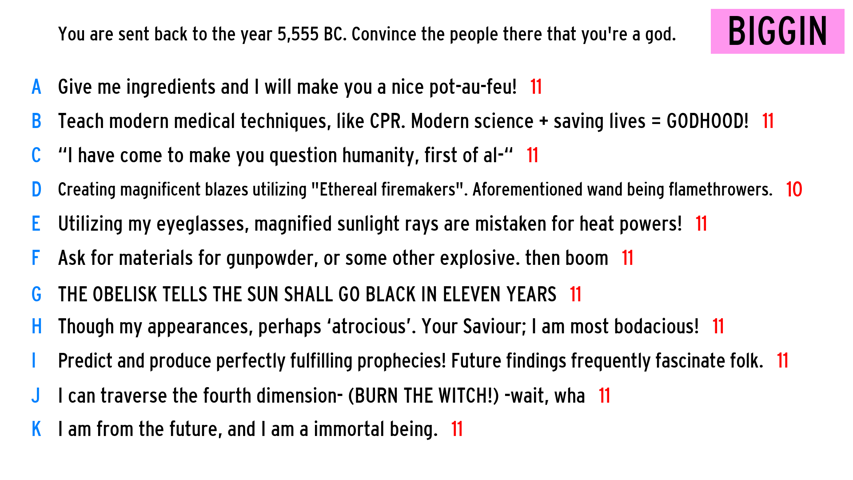 You are sent back to the year 5,555 BC. Convince the people there that you're a god.
BIGGIN
A Give me ingredients and I will make you a nice pot-au-feu! 11
B Teach modern medical techniques, like CPR. Modern science + saving lives = GODHOOD! 11
C “I have come to make you question humanity, first of al-“ 11
D Creating magnificent blazes utilizing "Ethereal firemakers". Aforementioned wand being flamethrowers. 10
E Utilizing my eyeglasses, magnified sunlight rays are mistaken for heat powers! 11
F Ask for materials for gunpowder, or some other explosive. then boom 11
G THE OBELISK TELLS THE SUN SHALL GO BLACK IN ELEVEN YEARS 11
H Though my appearances, perhaps ‘atrocious’. Your Saviour; I am most bodacious! 11
I Predict and produce perfectly fulfilling prophecies! Future findings frequently fascinate folk. 11
J I can traverse the fourth dimension- (BURN THE WITCH!) -wait, wha 11
K I am from the future, and I am a immortal being. 11